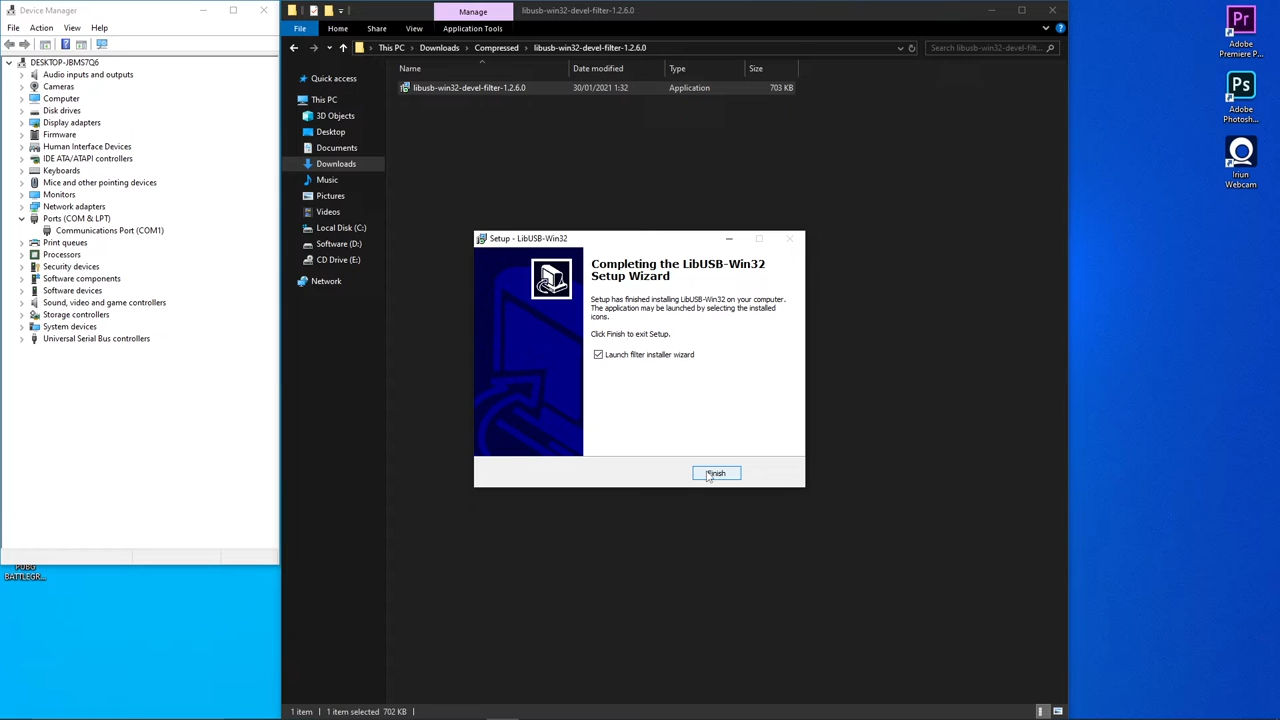 Device Manager
File Action View Help
DESKTOP-JBMS7Q6
Audio inputs and outputs
Cameras
Computer
Disk drives
Display adapters
Firmware
Human Interface Devices
IDE ATA/ATAPI controllers
Keyboards
Mice and other pointing devices
Monitors
Network adapters
Ports (COM & LPT)
Communications Port (COM1)
Print queues
Processors
Security devices
Software components
Software devices
Sound, video and game controllers
Storage controllers
System devices
Universal Serial Bus controllers
PUBG
BATTLEGR...
Manage
libusb-win32-devel-filter-1.2.6.0
File Home Share View Application Tools
This PC Downloads Compressed libusb-win32-devel-filter-1.2.6.0
Search libusb-win32-devel-filt...
Quick access
This PC
3D Objects
Desktop
Documents
Downloads
Music
Pictures
Videos
Local Disk (C:)
Software (D:)
CD Drive (E:)
Network
Name Date modified Type Size
libusb-win32-devel-filter-1.2.6.0 30/01/2021 1:32 Application 703 KB
Setup - LibUSB-Win32
Completing the LibUSB-Win32
Setup Wizard
Setup has finished installing LibUSB-Win32 on your computer.
The application may be launched by selecting the installed
icons.
Click Finish to exit Setup.
Launch filter installer wizard
Finish
1 item 1 item selected 702 KB
Pr
Adobe
Premiere P...
Ps
Adobe
Photosh...
Iriun
Webcam